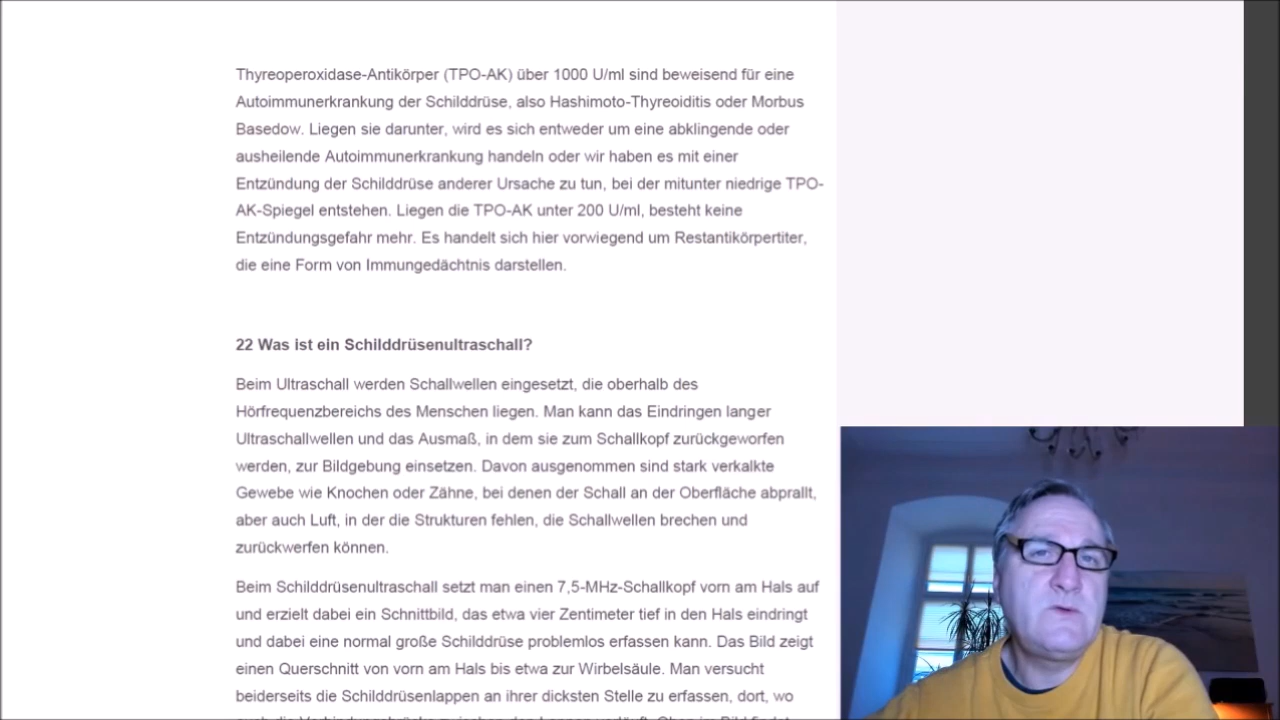 Thyreoperoxidase-Antikörper (TPO-AK) über 1000 U/ml sind beweisend für eine
Autoimmunerkrankung der Schilddrüse, also Hashimoto-Thyreoiditis oder Morbus
Basedow. Liegen sie darunter, wird es sich entweder um eine abklingende oder
ausheilende Autoimmunerkrankung handeln oder wir haben es mit einer
Entzündung der Schilddrüse anderer Ursache zu tun, bei der mitunter niedrige TPO-
AK-Spiegel entstehen. Liegen die TPO-AK unter 200 U/ml, besteht keine
Entzündungsgefahr mehr. Es handelt sich hier vorwiegend um Restantikörpertiter,
die eine Form von Immungedächtnis darstellen.
22 Was ist ein Schilddrüsenultraschall?
Beim Ultraschall werden Schallwellen eingesetzt, die oberhalb des
Hörfrequenzbereichs des Menschen liegen. Man kann das Eindringen langer
Ultraschallwellen und das Ausmaß, in dem sie zum Schallkopf zurückgeworfen
werden, zur Bildgebung einsetzen. Davon ausgenommen sind stark verkalkte
Gewebe wie Knochen oder Zähne, bei denen der Schall an der Oberfläche abprallt,
aber auch Luft, in der die Strukturen fehlen, die Schallwellen brechen und
zurückwerfen können.
Beim Schilddrüsenultraschall setzt man einen 7,5-MHz-Schallkopf vorn am Hals auf
und erzielt dabei ein Schnittbild, das etwa vier Zentimeter tief in den Hals eindringt
und dabei eine normal große Schilddrüse problemlos erfassen kann. Das Bild zeigt
einen Querschnitt von vorn am Hals bis etwa zur Wirbelsäule. Man versucht
beiderseits die Schilddrüsenlappen an ihrer dicksten Stelle zu erfassen, dort, wo